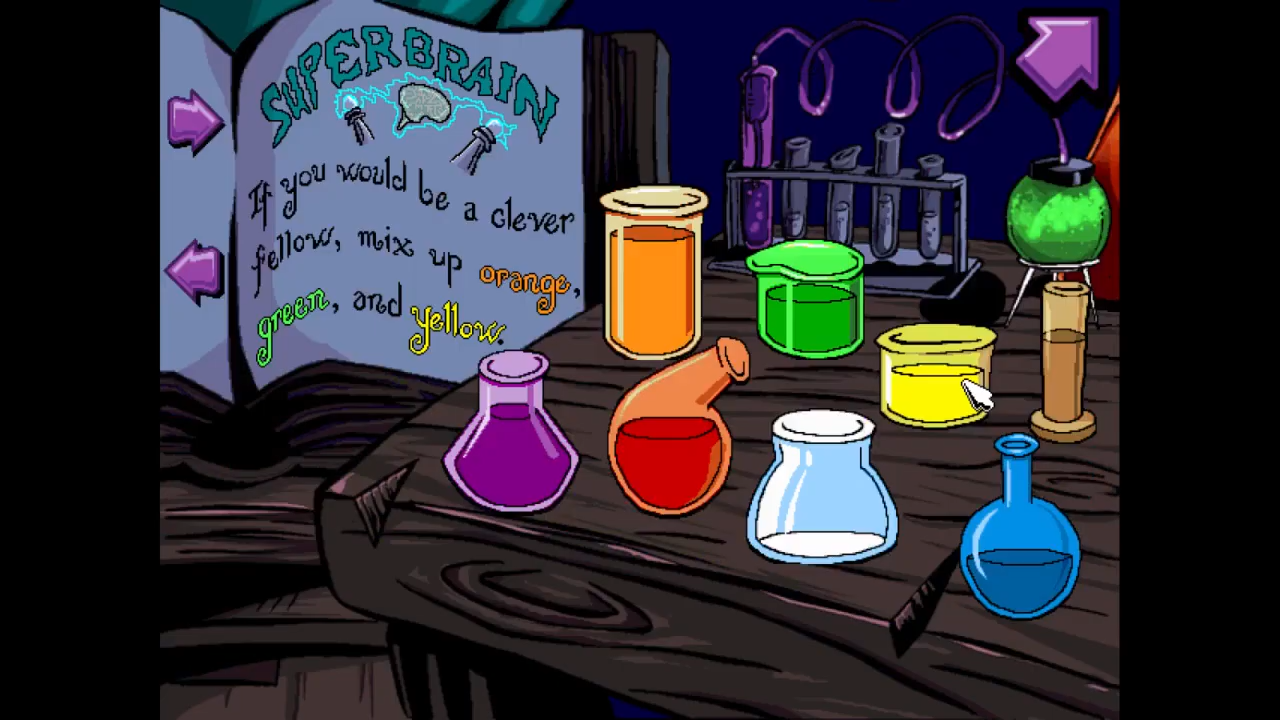 SUPERBRAIN
If you would be a clever
fellow, mix up orange,
green, and yellow.